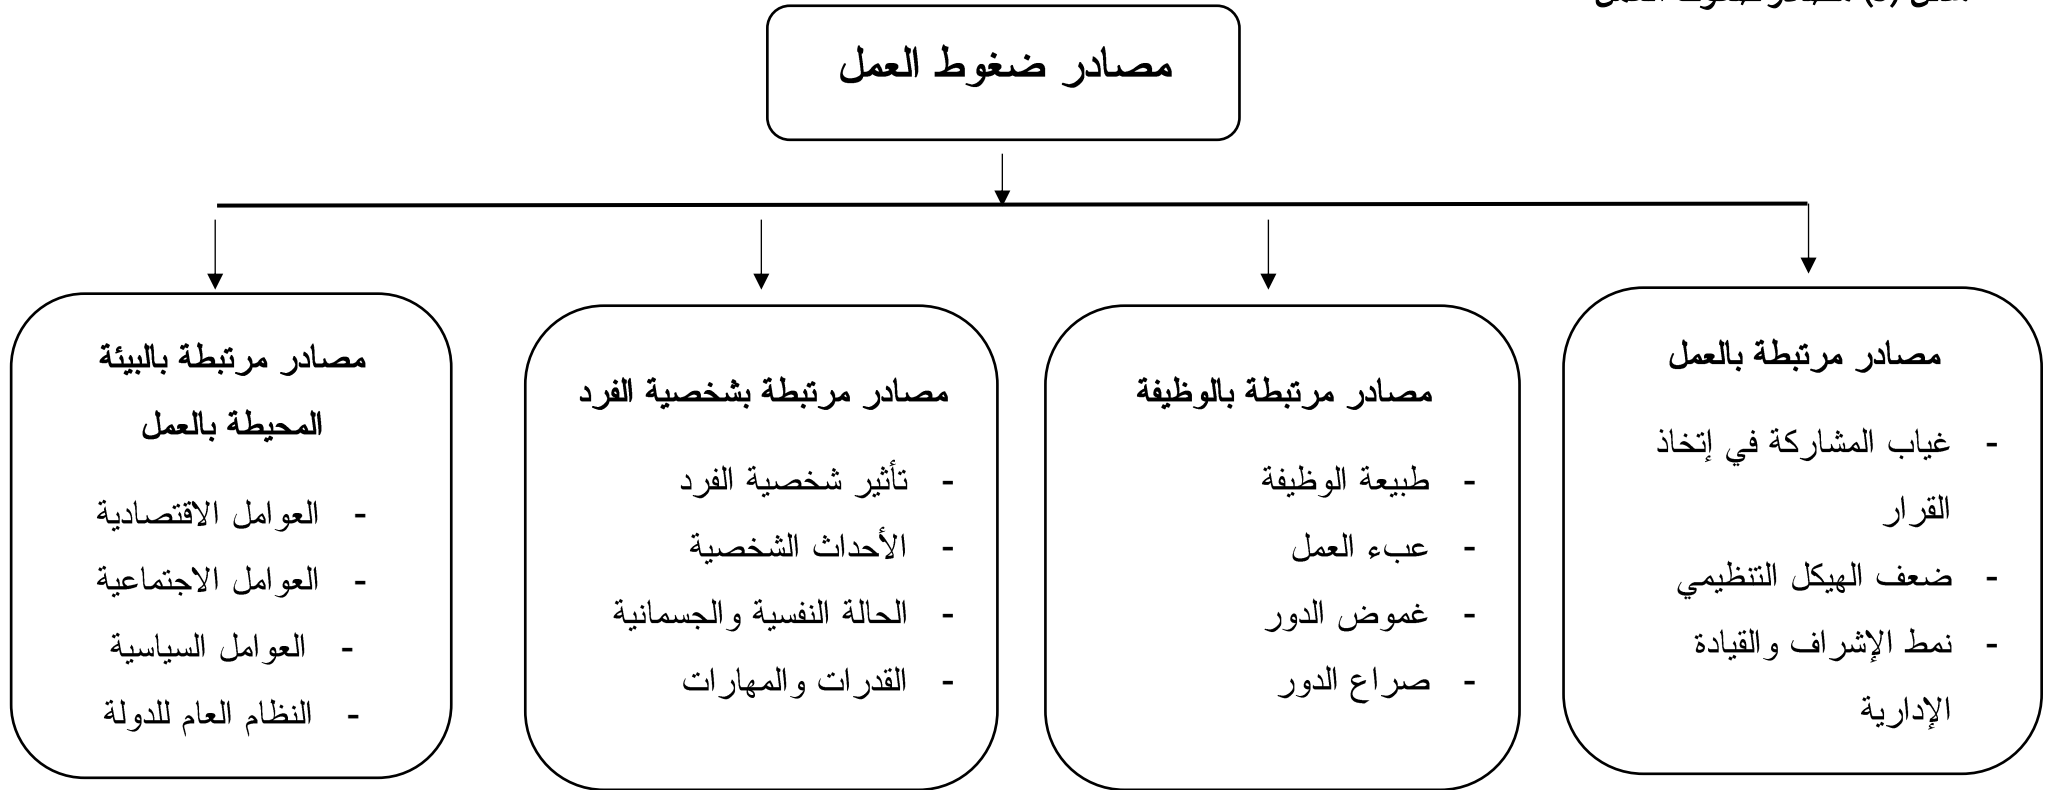 مصادر ضغوط العمل
مصادر مرتبطة بالعمل
- غياب المشاركة في إتخاذ
القرار
- ضعف الهيكل التنظيمي
- نمط الإشراف والقيادة
الإدارية
مصادر مرتبطة بالوظيفة
- طبيعة الوظيفة
- عبء العمل
- غموض الدور
- صراع الدور
مصادر مرتبطة بشخصية الفرد
- تأثير شخصية الفرد
- الأحداث الشخصية
- الحالة النفسية والجسمانية
- القدرات والمهارات
مصادر مرتبطة بالبيئة
المحيطة بالعمل
- العوامل الاقتصادية
- العوامل الاجتماعية
- العوامل السياسية
- النظام العام للدولة